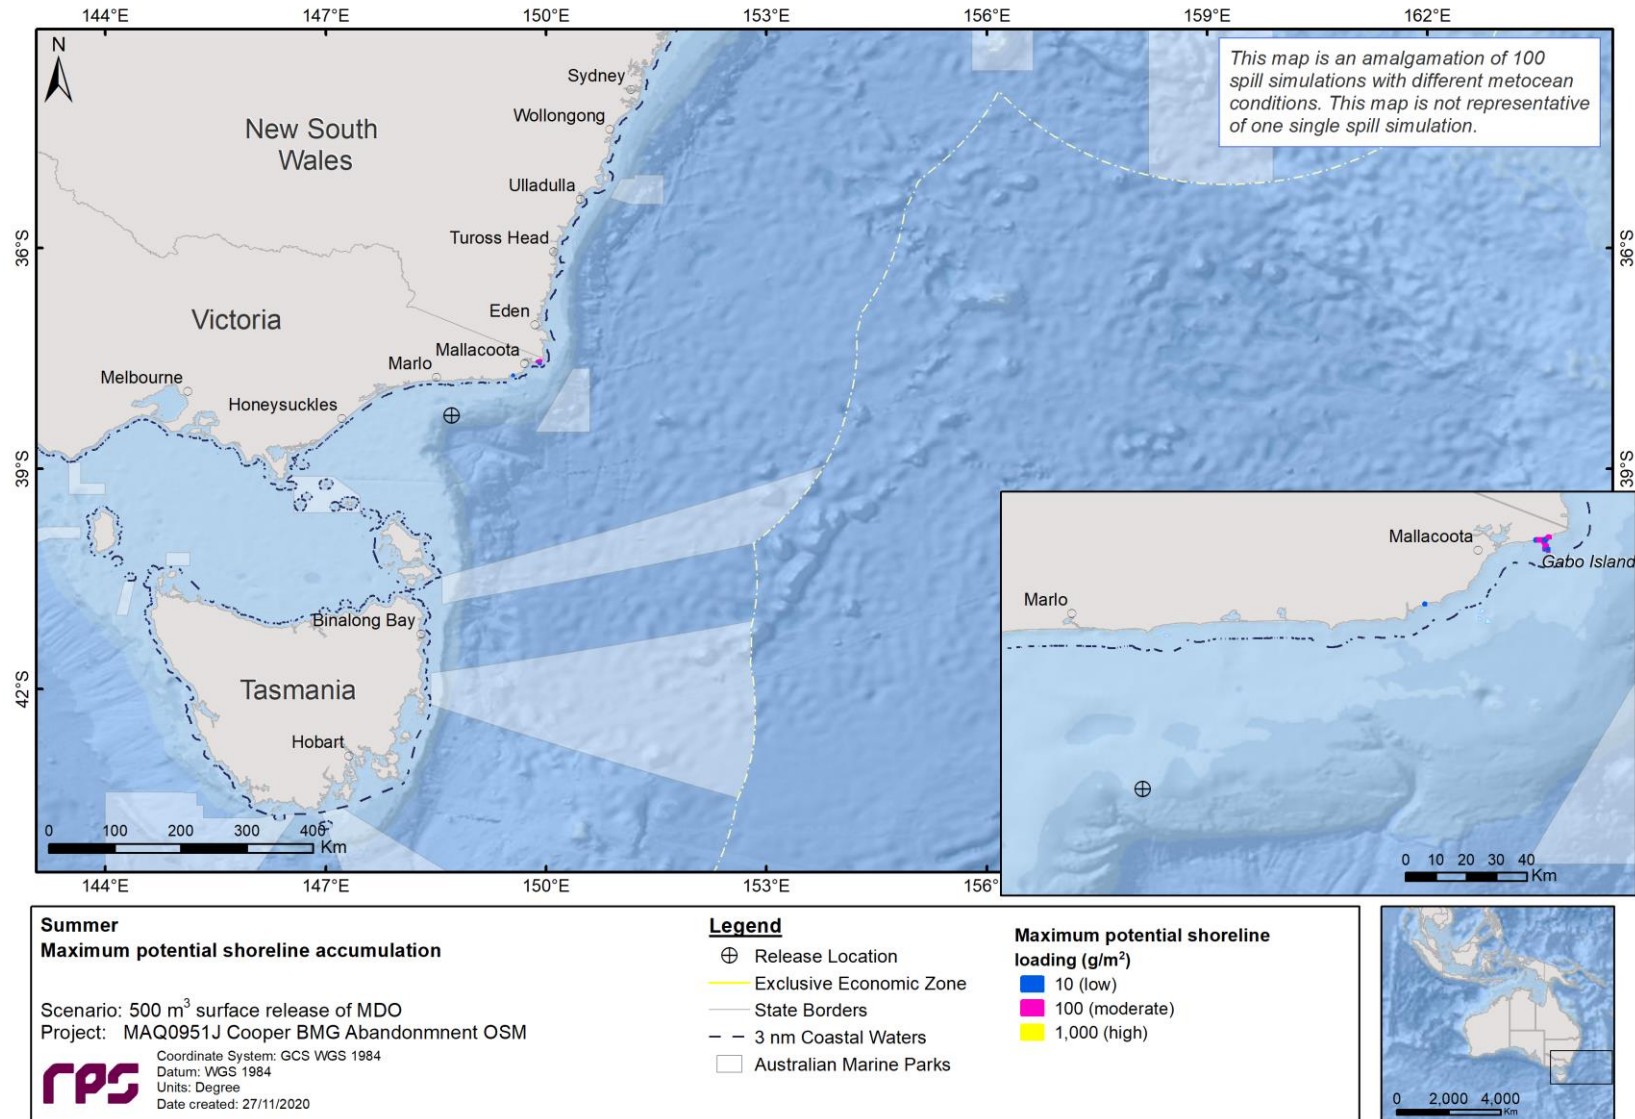 144°E 147°E 150°E 153°E 156°E 159°E 162°E
N
This map is an amalgamation of 100
spill simulations with different metocean
conditions. This map is not representative
of one single spill simulation.
Sydney
Wollongong
New South
Wales
Ulladulla
Tuross Head
36°S 36°S
Eden
Victoria
Mallacoota
Marlo
Melbourne
Honeysuckles
39°S 39°S
Mallacoota
Gabo Island
Marlo
Binalong Bay
Tasmania
42°S
Hobart
0 100 200 300 400
Km
0 10 20 30 40
Km
144°E 147°E 150°E 153°E 156°
Summer
Maximum potential shoreline accumulation
Scenario: 500 m³ surface release of MDO
Project: MAQ0951J Cooper BMG Abandonmnent OSM
rps
Coordinate System: GCS WGS 1984
Datum: WGS 1984
Units: Degree
Date created: 27/11/2020
Legend
Release Location
Exclusive Economic Zone
State Borders
3 nm Coastal Waters
Australian Marine Parks
Maximum potential shoreline
loading (g/m²)
10 (low)
100 (moderate)
1,000 (high)
0 2,000 4,000
Km